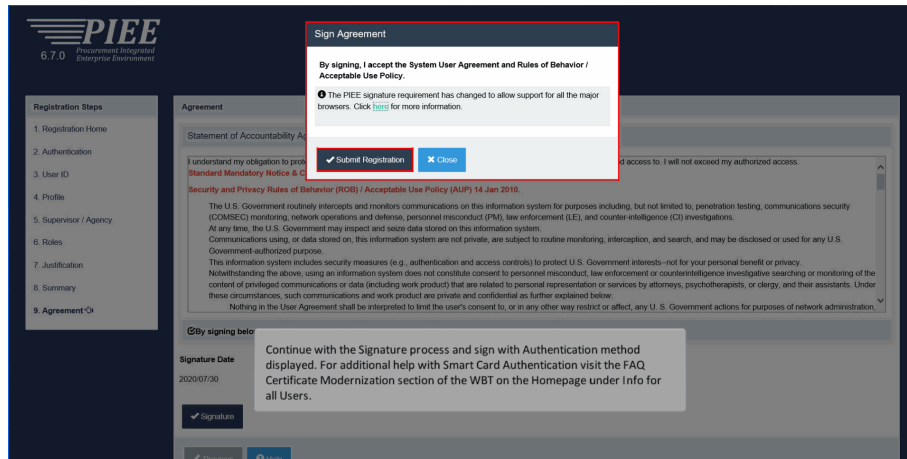 PIEE
6.7.0 Procurement Integrated
Enterprise Environment
Sign Agreement
By signing, I accept the System User Agreement and Rules of Behavior /
Acceptable Use Policy.
The PIEE signature requirement has changed to allow support for all the major
browsers. Click here for more information.
Submit Registration
Close
Registration Steps
1. Registration Home
2. Authentication
3. User ID
4. Profile
5. Supervisor / Agency
6. Roles
7. Justification
8. Summary
9. Agreement
Agreement
Statement of Accountability
I understand my obligation to access to. I will not exceed my authorized access.
Standard Mandatory Notice &
Security and Privacy Rules of Behavior (ROB) / Acceptable Use Policy (AUP) 14 Jan 2010.
The U.S. Government routinely intercepts and monitors communications on this information system for purposes including, but not limited to, penetration testing, communications security
(COMSEC) monitoring, network operations and defense, personnel misconduct (PM), law enforcement (LE), and counter-intelligence (CI) investigations.
At any time, the U.S. Government may inspect and seize data stored on this information system.
Communications using, or data stored on, this information system are not private, are subject to routine monitoring, interception, and search, and may be disclosed or used for any U.S.
Government-authorized purpose.
This information system includes security measures (e.g., authentication and access controls) to protect U.S. Government interests--not for your personal benefit or privacy.
Notwithstanding the above, using an information system does not constitute consent to personnel misconduct, law enforcement or counterintelligence investigative searching or monitoring of the
content of privileged communications or data (including work product) that are related to personal representation or services by attorneys, psychotherapists, or clergy, and their assistants. Under
these circumstances, such communications and work product are private and confidential as further explained below:
Nothing in the User Agreement shall be interpreted to limit the user's consent to, or in any other way restrict or affect, any U. S. Government actions for purposes of network administration,
By signing
Signature Date
2020/07/30
Continue with the Signature process and sign with Authentication method
displayed. For additional help with Smart Card Authentication visit the FAQ
Certificate Modernization section of the WBT on the Homepage under Info for
all Users.
Signature